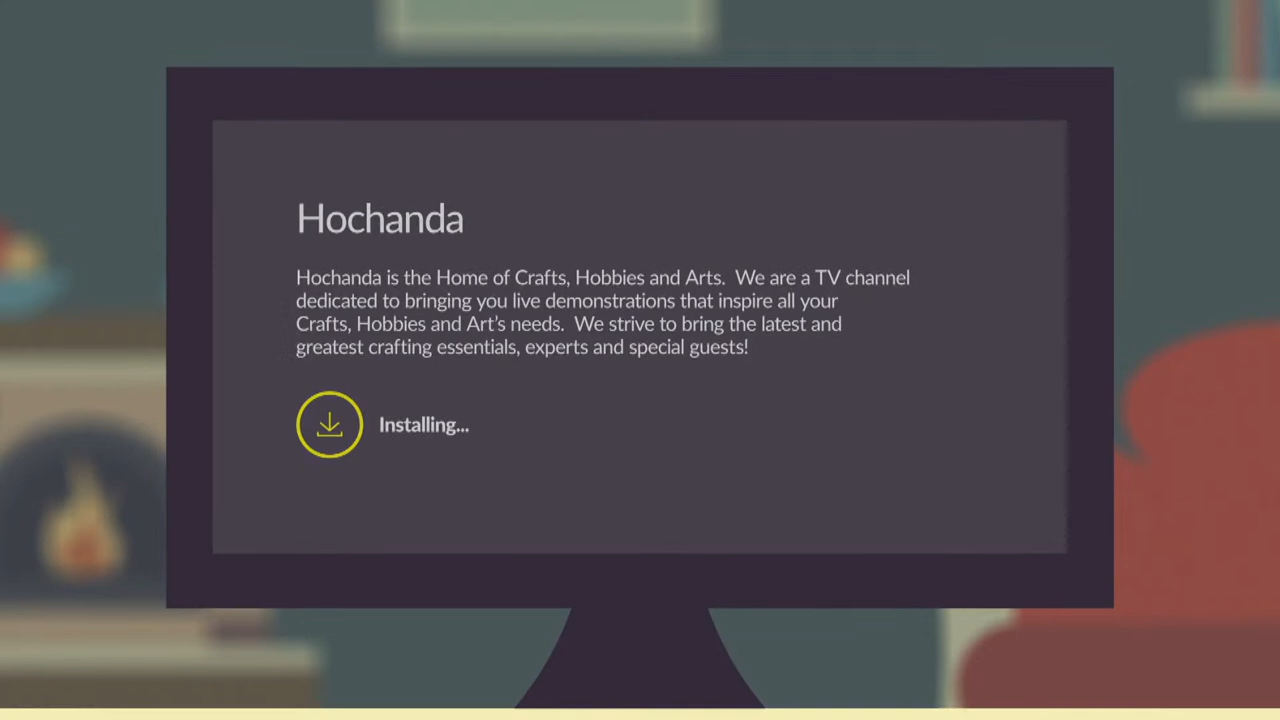 Hochanda
Hochanda is the Home of Crafts, Hobbies and Arts.  We are a TV channel
dedicated to bringing you live demonstrations that inspire all your
Crafts, Hobbies and Art’s needs.  We strive to bring the latest and
greatest crafting essentials, experts and special guests!
Installing...